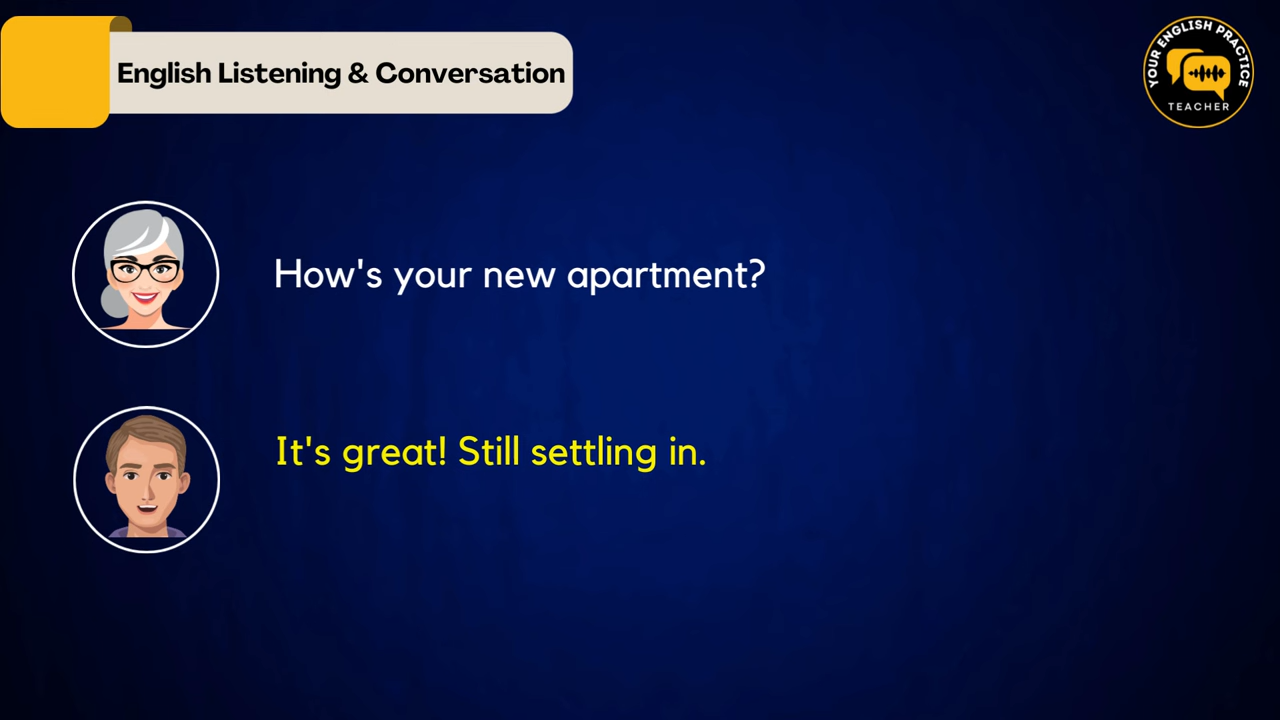 English Listening & Conversation
YOUR ENGLISH PRACTICE
TEACHER
How's your new apartment?
It's great! Still settling in.